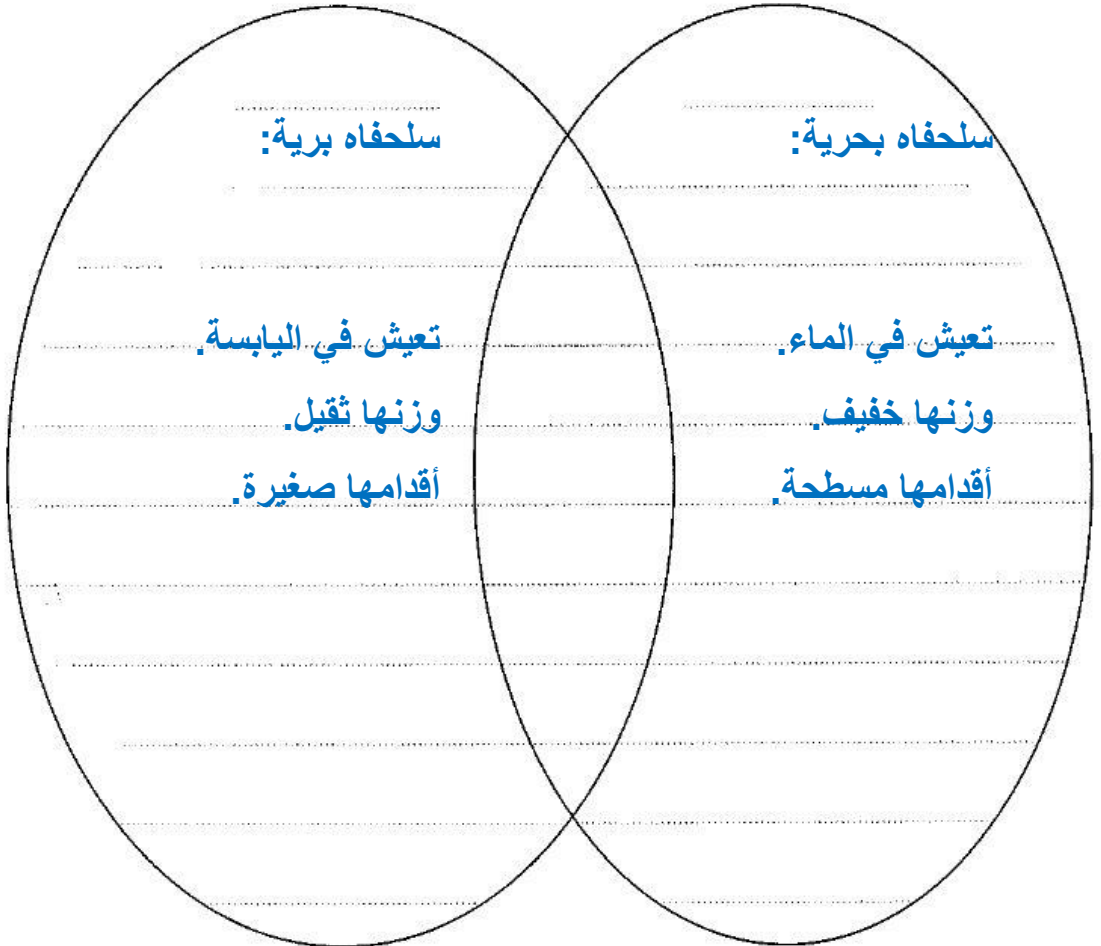 سلحفاه بحرية:
تعيش في الماء.
وزنها خفيف.
أقدامها مسطحة.
سلحفاه برية:
تعيش في اليابسة.
وزنها ثقيل.
أقدامها صغيرة.